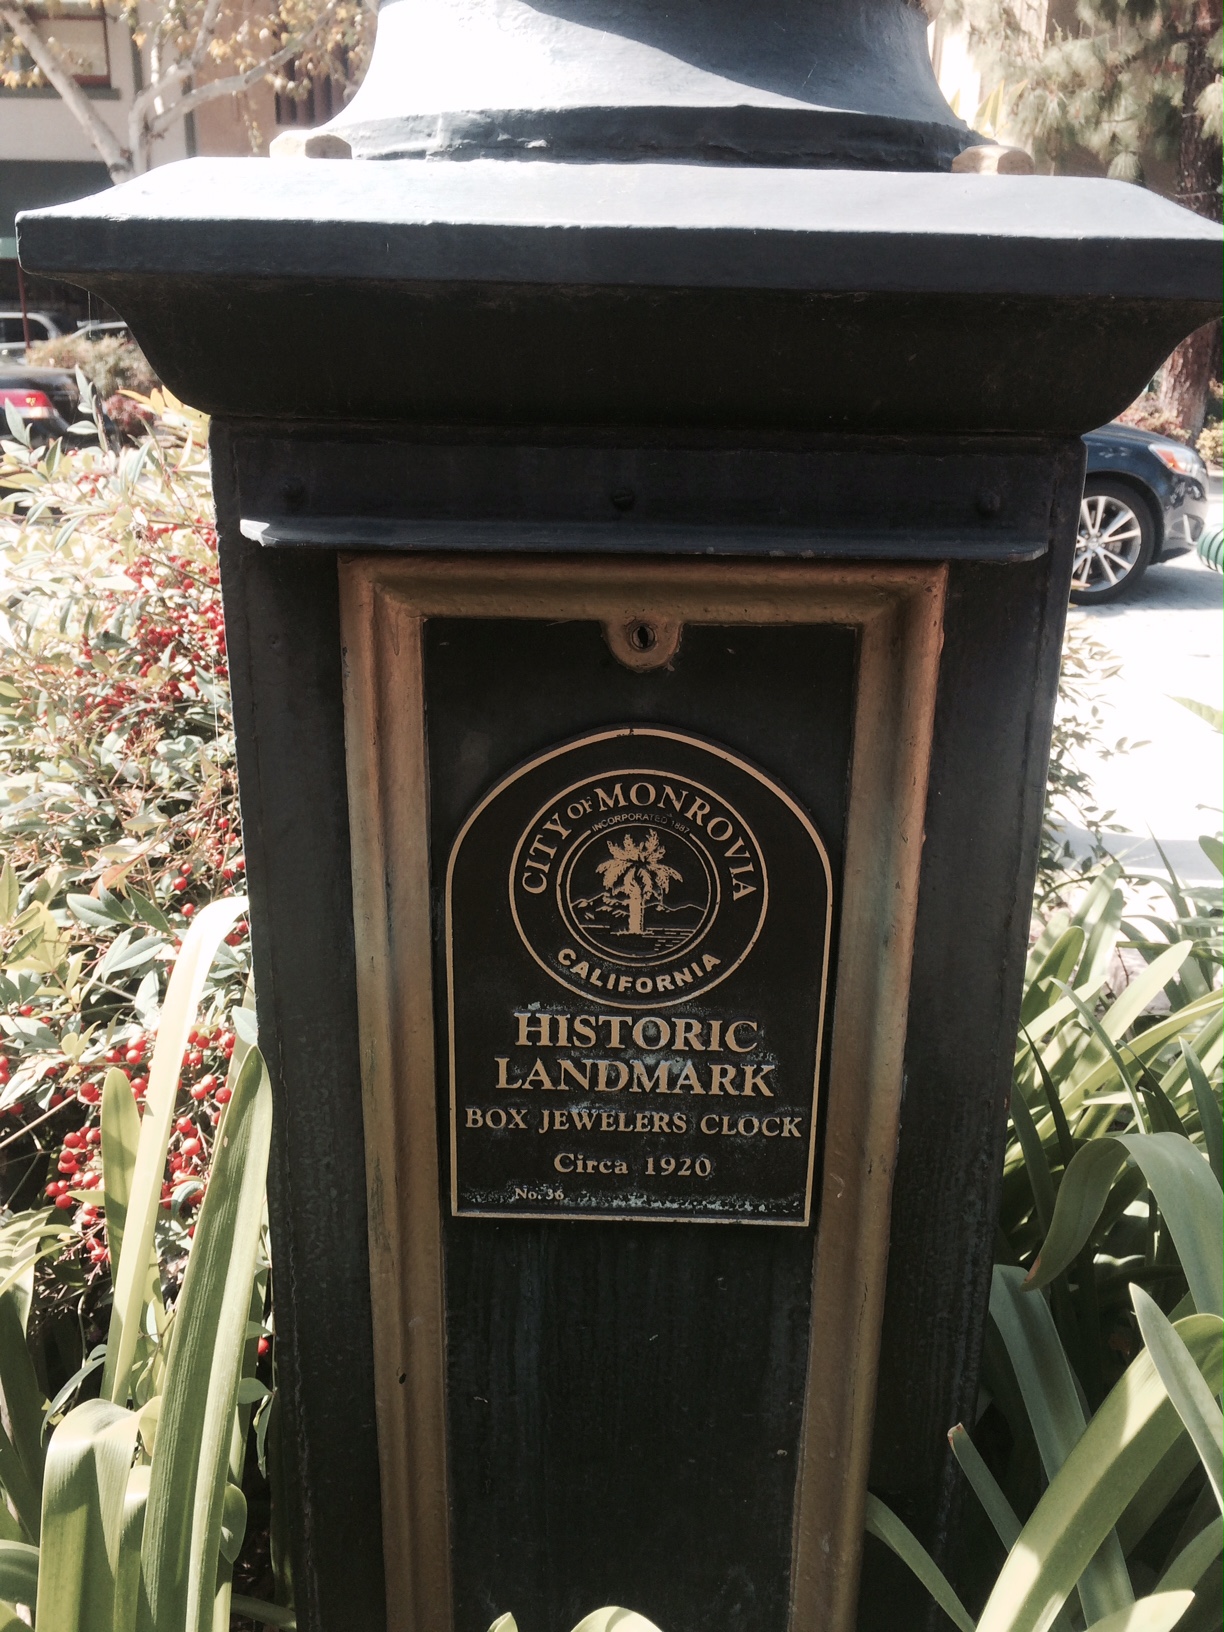 CITY OF MONROVIA
INCORPORATED 1887
CALIFORNIA
HISTORIC
LANDMARK
BOX JEWELERS CLOCK
Circa 1920
No. 36